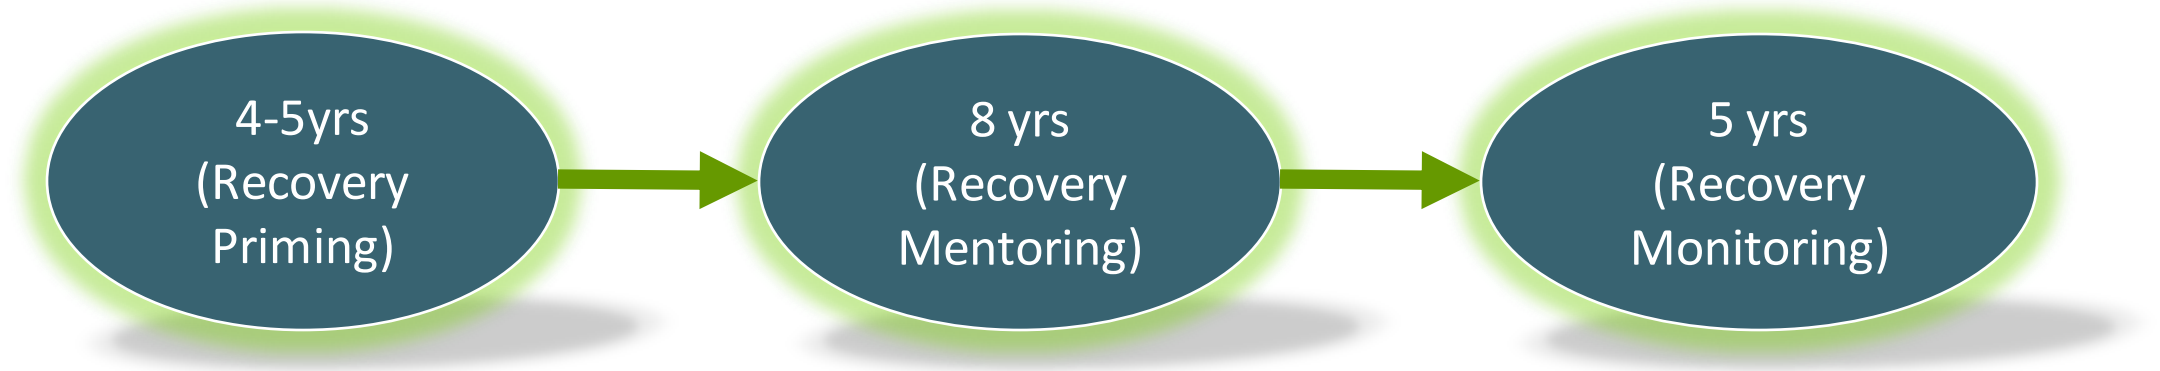 4-5yrs
(Recovery
Priming)
8 yrs
(Recovery
Mentoring)
5 yrs
(Recovery
Monitoring)